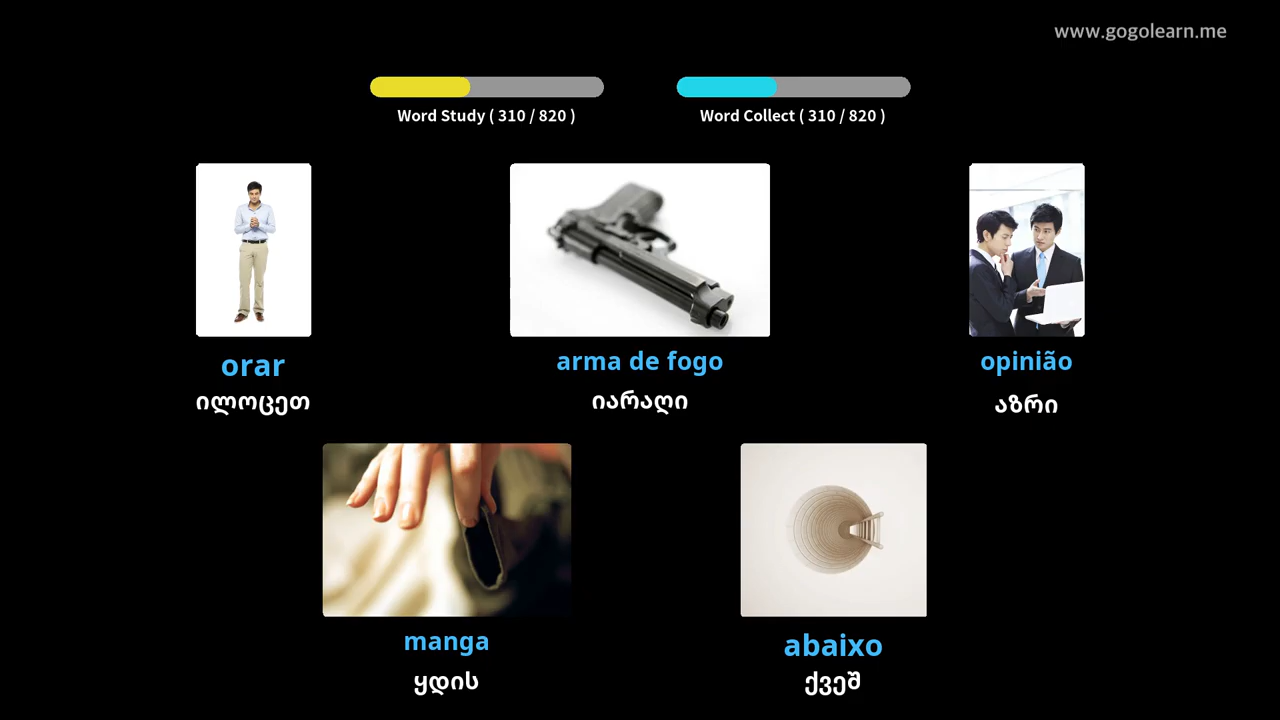 www.gogolearn.me
Word Study ( 310 / 820 )
Word Collect ( 310 / 820 )
orar
ილოცეთ
arma de fogo
იარაღი
opinião
აზრი
manga
ყდის
abaixo
ქვეშ